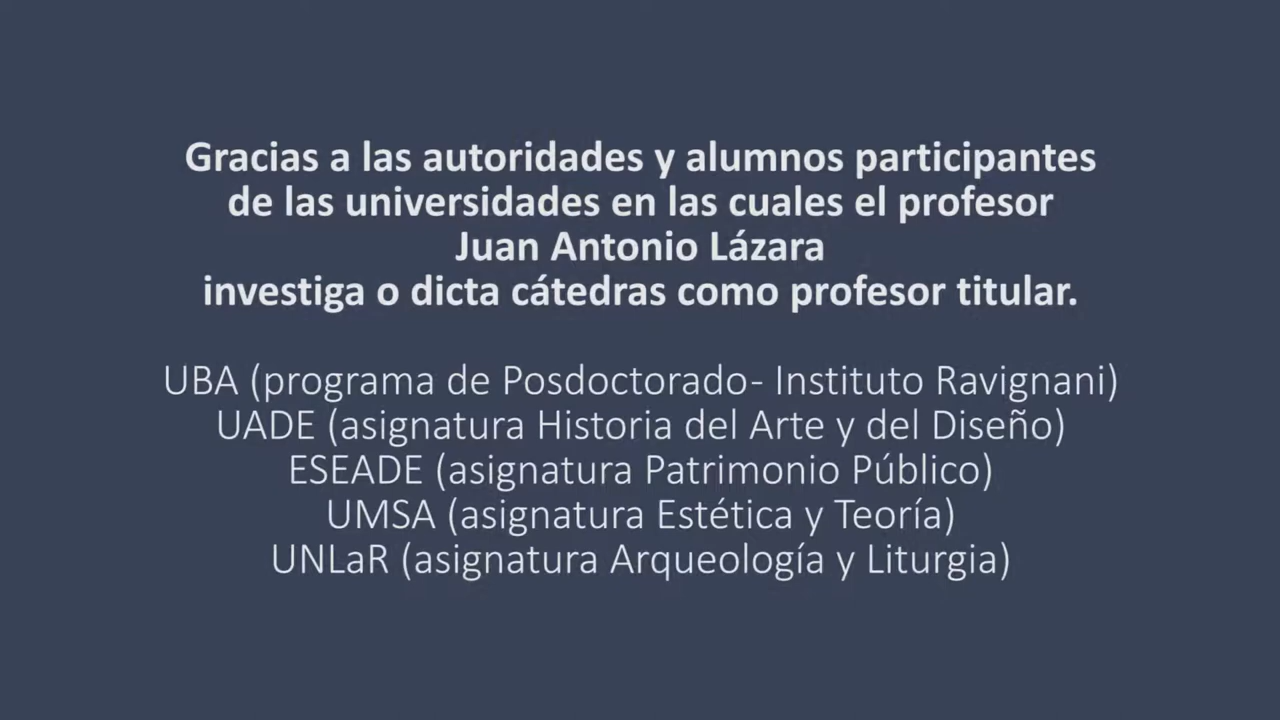 Gracias a las autoridades y alumnos participantes
de las universidades en las cuales el profesor
Juan Antonio Lázara
investiga o dicta cátedras como profesor titular.
UBA (programa de Posdoctorado- Instituto Ravignani)
UADE (asignatura Historia del Arte y del Diseño)
ESEADE (asignatura Patrimonio Público)
UMSA (asignatura Estética y Teoría)
UNLaR (asignatura Arqueología y Liturgia)